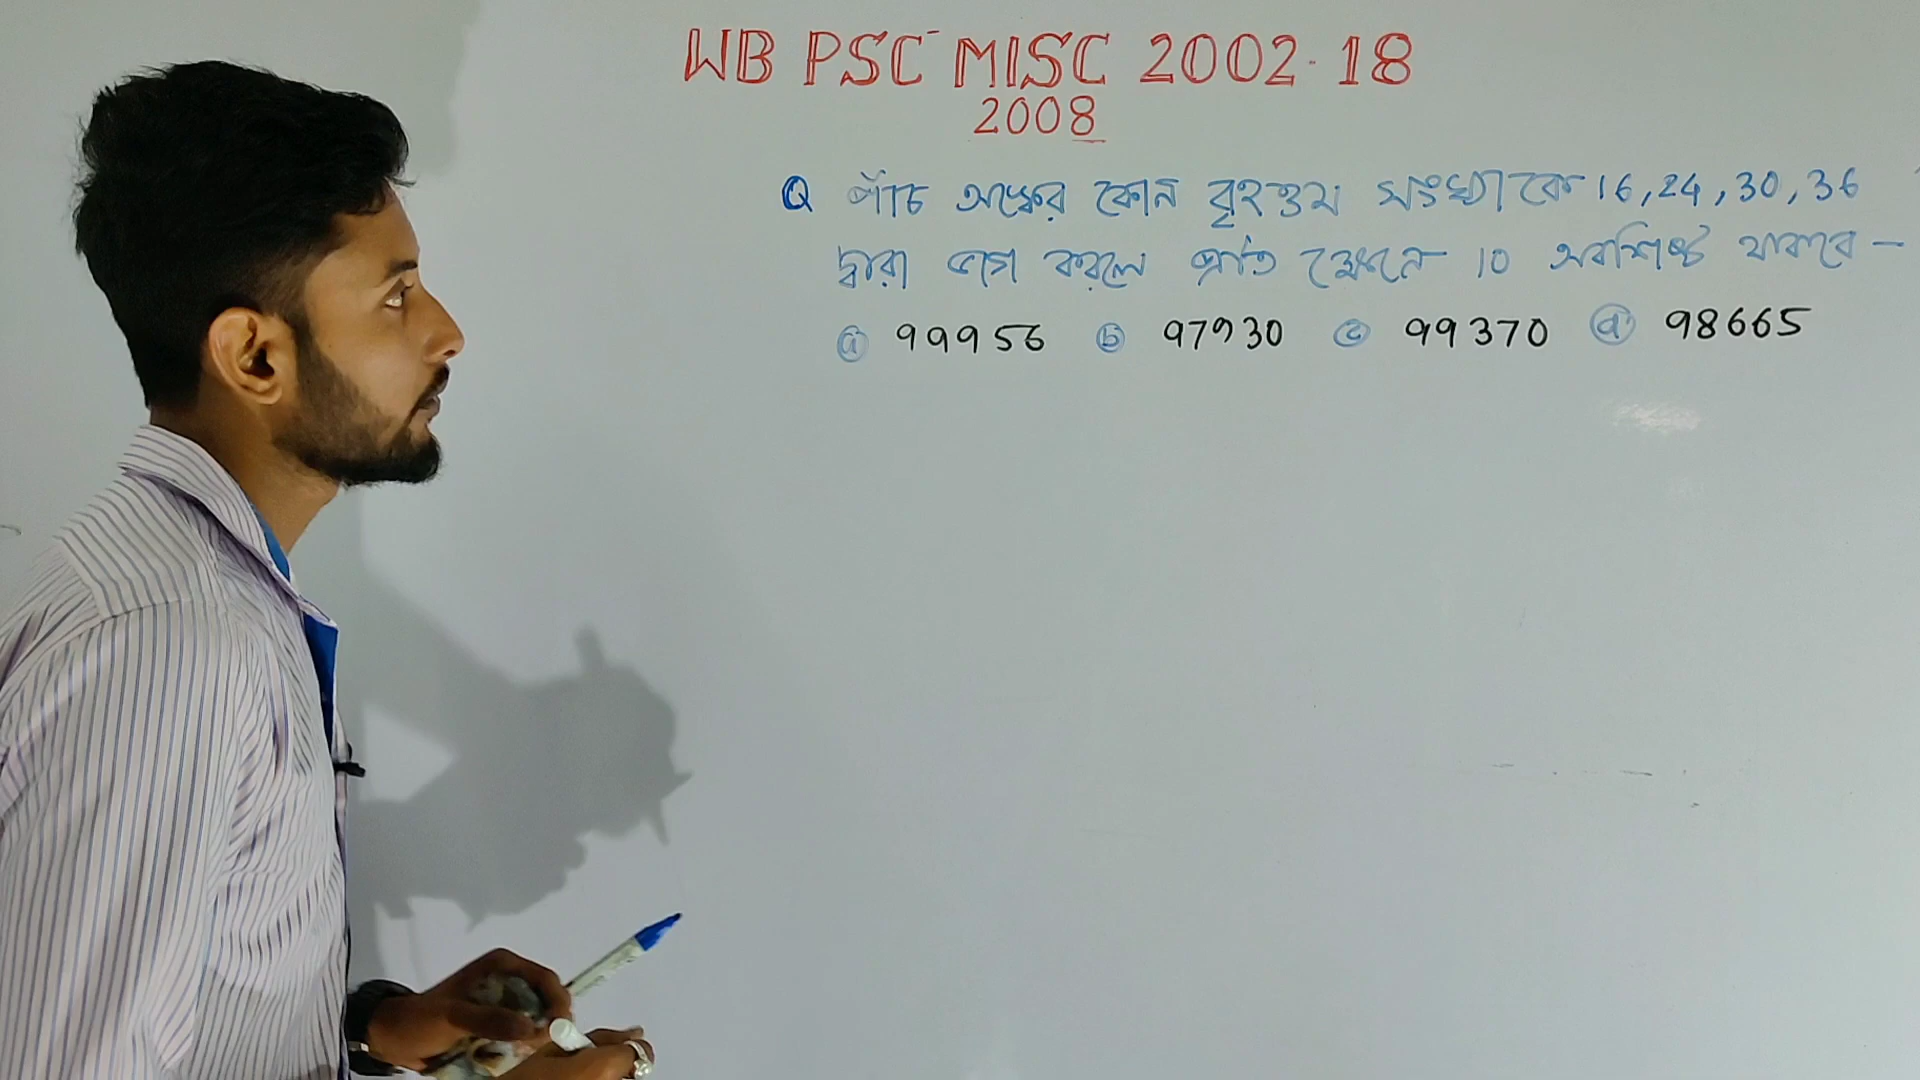 WB PSC MISC 2002-18
2008
Q পাঁচ অঙ্কের কোন বৃহত্তম সংখ্যাকে 16, 24, 30, 36
দ্বারা ভাগ করলে প্রতি ক্ষেত্রে 10 অবশিষ্ট থাকবে —
ⓐ 99956 ⓑ 97930 ⓒ 99370 ⓓ 98665